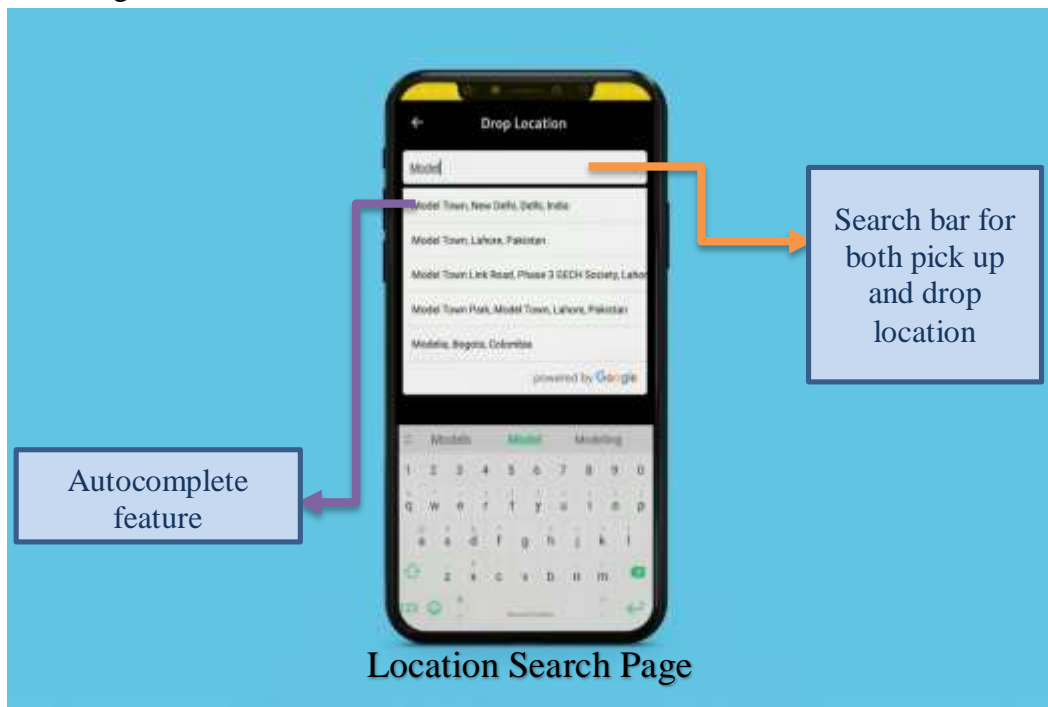 Drop Location
Model
Model Town, New Delhi, Delhi, India
Model Town, Lahore, Pakistan
Model Town Link Road, Phase 3 GECH Society, Lahor
Model Town Park, Model Town, Lahore, Pakistan
Modelia, Bogota, Colombia
powered by Google
Models Model Modelling
1 2 3 4 5 6 7 8 9 0
q w e r t y u i o p
a s d f g h j k l
z x c v b n m
Search bar for
both pick up
and drop
location
Autocomplete
feature
Location Search Page